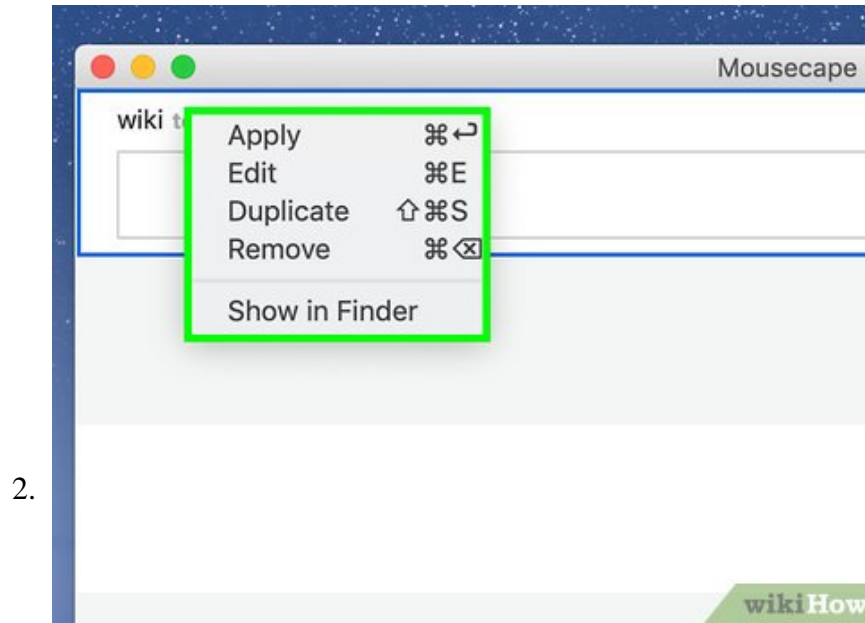 Mousecape
wiki
Apply ⌘↩
Edit ⌘E
Duplicate ⇧⌘S
Remove ⌘⌫
Show in Finder
2.
wikiHow